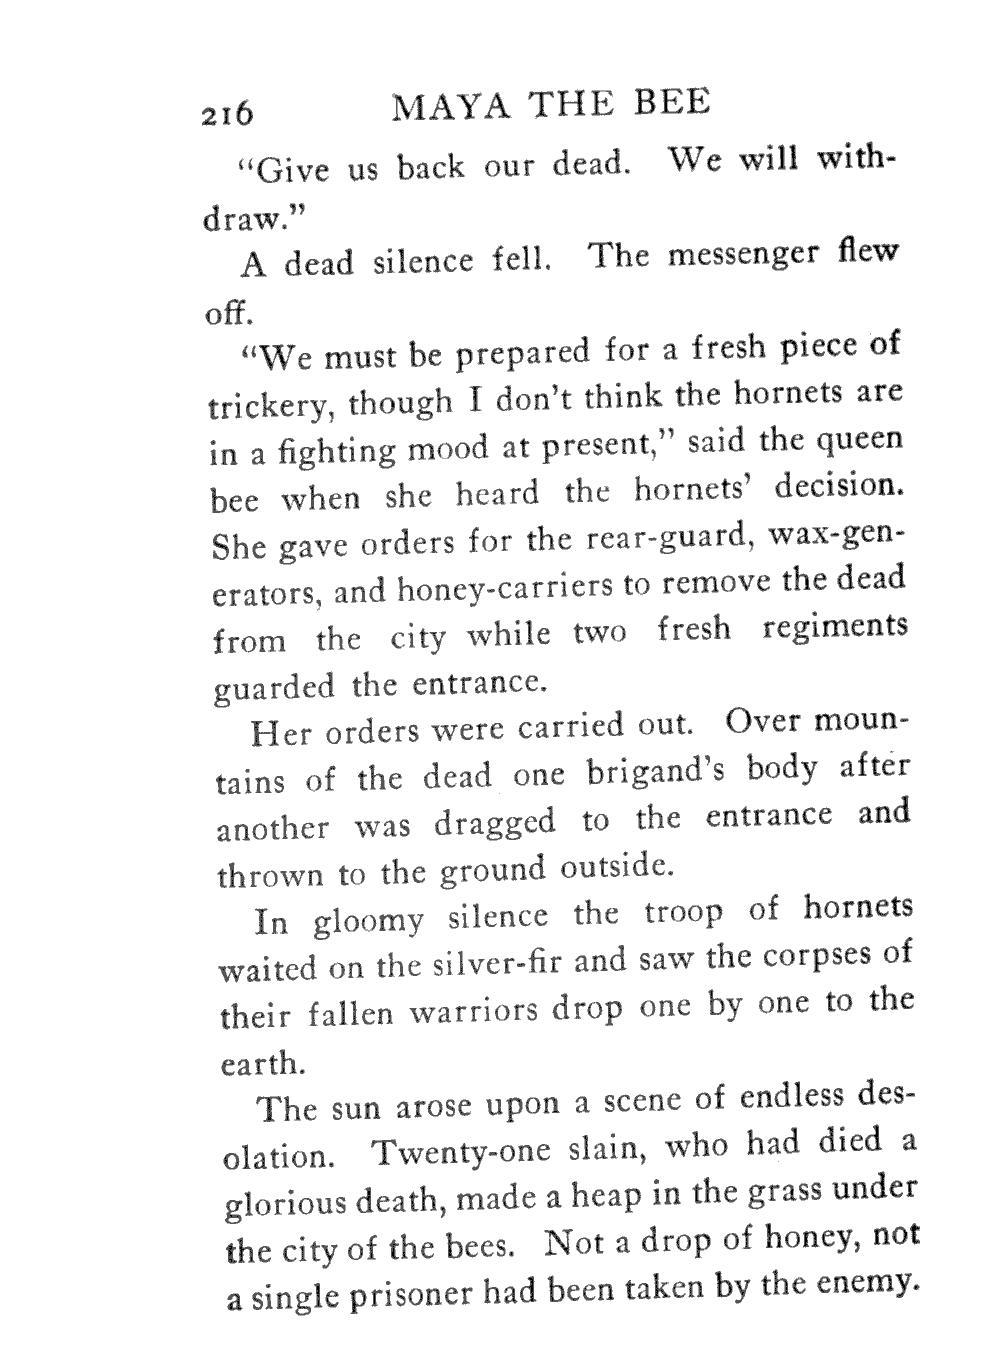 216 MAYA THE BEE
“Give us back our dead. We will with-
draw.”
A dead silence fell. The messenger flew
off.
“We must be prepared for a fresh piece of
trickery, though I don’t think the hornets are
in a fighting mood at present,” said the queen
bee when she heard the hornets’ decision.
She gave orders for the rear-guard, wax-gen-
erators, and honey-carriers to remove the dead
from the city while two fresh regiments
guarded the entrance.
Her orders were carried out. Over moun-
tains of the dead one brigand’s body after
another was dragged to the entrance and
thrown to the ground outside.
In gloomy silence the troop of hornets
waited on the silver-fir and saw the corpses of
their fallen warriors drop one by one to the
earth.
The sun arose upon a scene of endless des-
olation. Twenty-one slain, who had died a
glorious death, made a heap in the grass under
the city of the bees. Not a drop of honey, not
a single prisoner had been taken by the enemy.